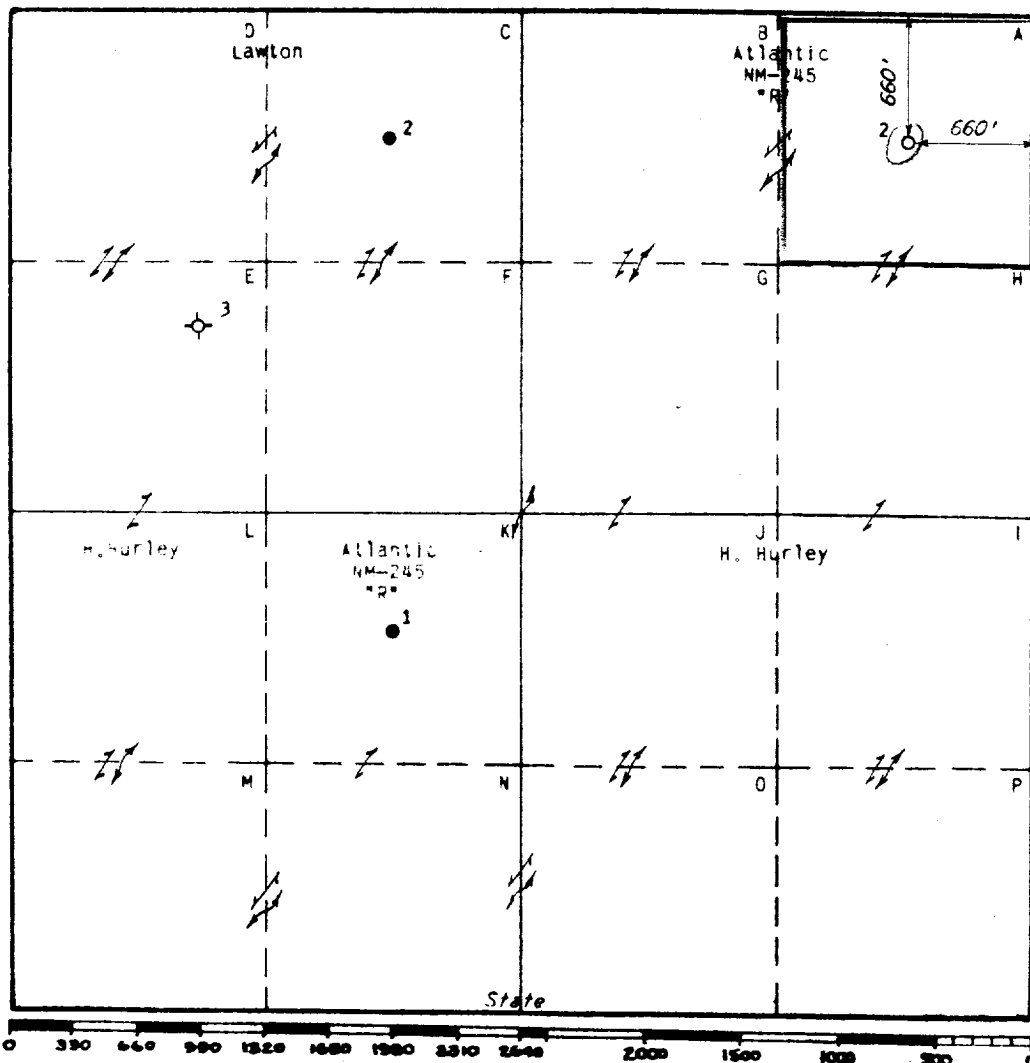 D C B A
Lawton
Atlantic
NM-245
"R
2
660'
2
660'
E F G H
3
L K J I
H. Hurley
Atlantic
NM-245
"R"
H. Hurley
1
M N O P
State
0 330 660 990 1320 1650 1980 2310 2640 2000 1500 1000 500